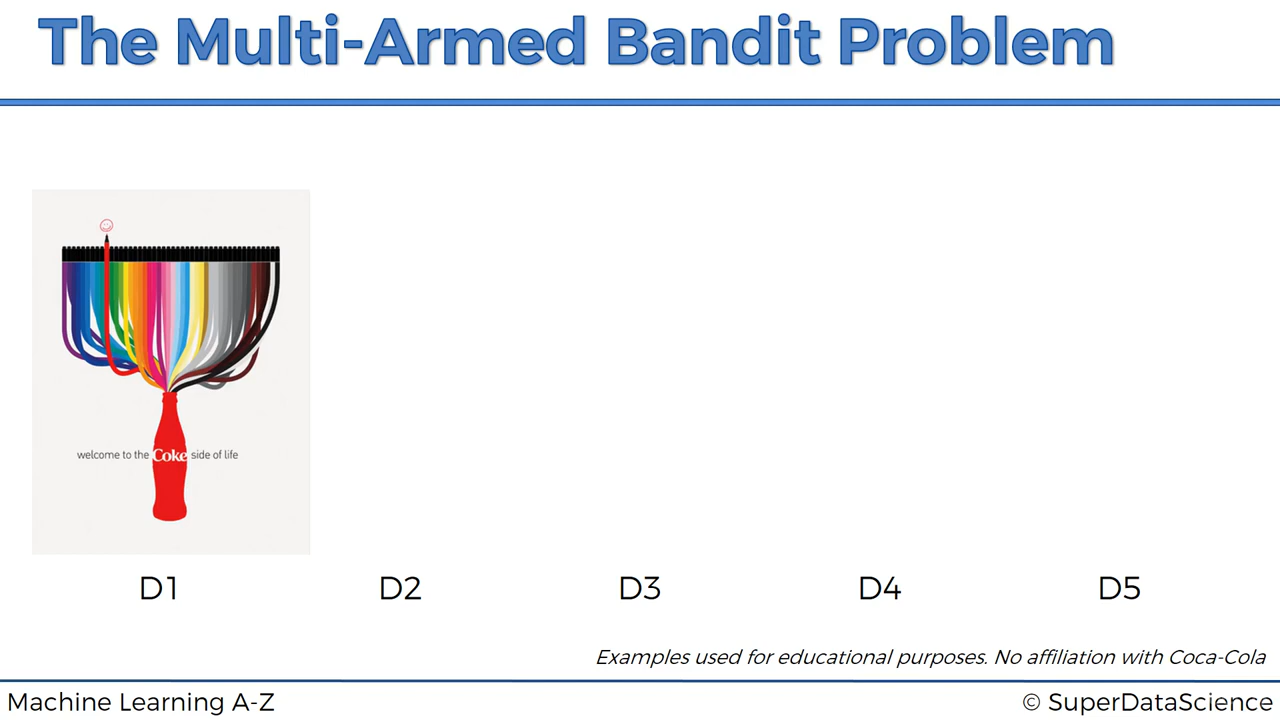 The Multi-Armed Bandit Problem
welcome to the Coke side of life
D1 D2 D3 D4 D5
Examples used for educational purposes. No affiliation with Coca-Cola
Machine Learning A-Z © SuperDataScience